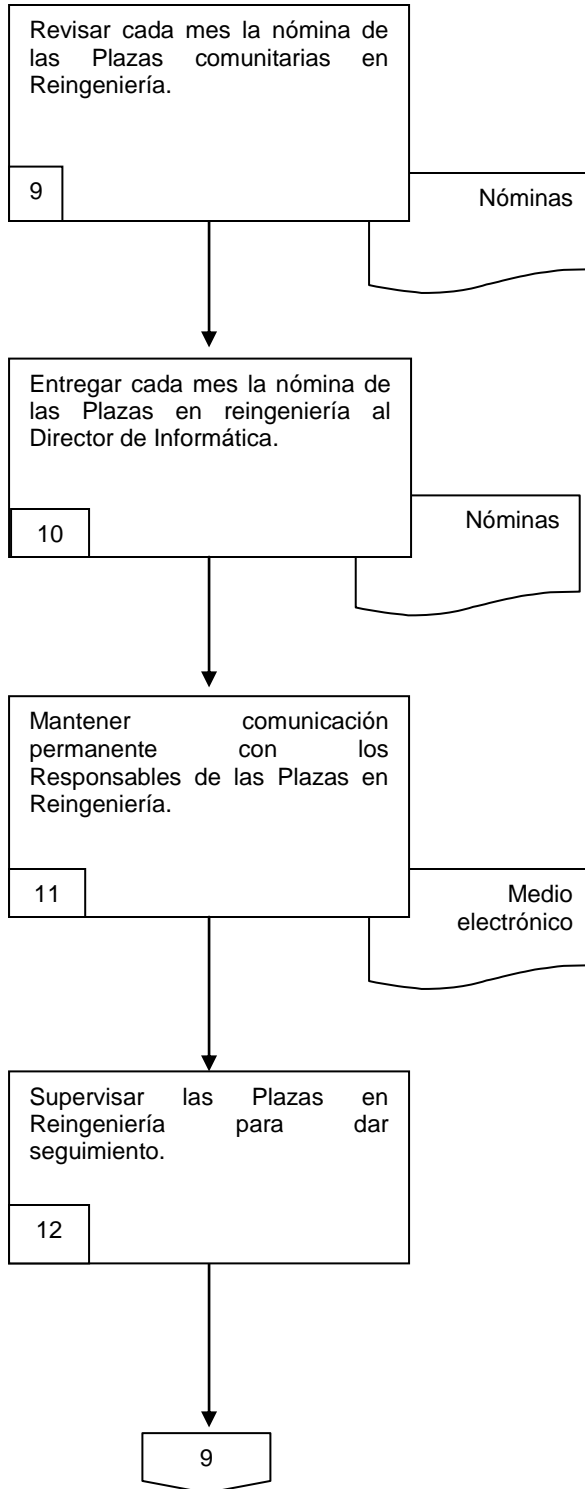 Revisar cada mes la nómina de
las Plazas comunitarias en
Reingeniería.
9
Nóminas
Entregar cada mes la nómina de
las Plazas en reingeniería al
Director de Informática.
10
Nóminas
Mantener comunicación
permanente con los
Responsables de las Plazas en
Reingeniería.
11
Medio
electrónico
Supervisar las Plazas en
Reingeniería para dar
seguimiento.
12
9